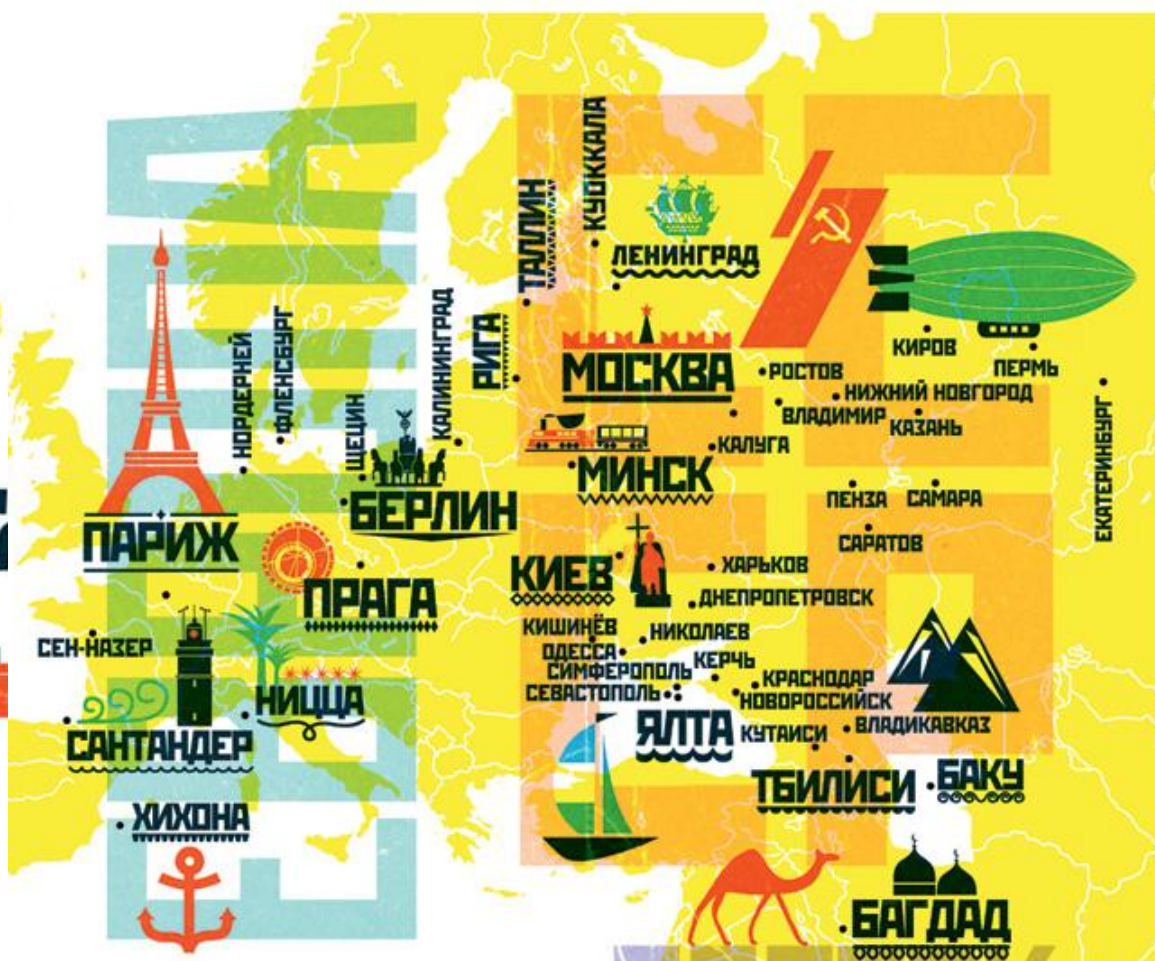 КУОККАЛА
ТАЛЛИН
ЛЕНИНГРАД
РИГА
КАЛИНИНГРАД
МОСКВА
КИРОВ
ПЕРМЬ
РОСТОВ
НИЖНИЙ НОВГОРОД
ВЛАДИМИР
КАЗАНЬ
ЕКАТЕРИНБУРГ
НОРДЕРНЕЙ
ФЛЕНСБУРГ
ЩЕЦИН
КАЛУГА
МИНСК
ПЕНЗА
САМАРА
БЕРЛИН
ПАРИЖ
САРАТОВ
КИЕВ
ХАРЬКОВ
ПРАГА
ДНЕПРОПЕТРОВСК
КИШИНЁВ
НИКОЛАЕВ
СЕН-НАЗЕР
ОДЕССА
СИМФЕРОПОЛЬ
КЕРЧЬ
КРАСНОДАР
СЕВАСТОПОЛЬ
НОВОРОССИЙСК
НИЦЦА
ВЛАДИКАВКАЗ
ЯЛТА
КУТАИСИ
САНТАНДЕР
ТБИЛИСИ
БАКУ
ХИХОНА
БАГДАД